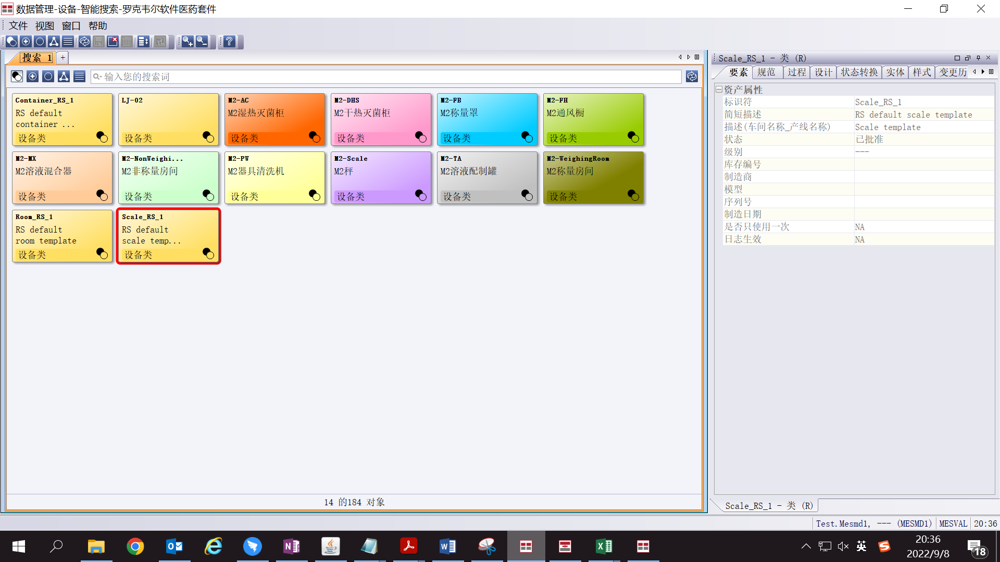 数据管理-设备-智能搜索-罗克韦尔软件医药套件
文件 视图 窗口 帮助
搜索 1 +
输入您的搜索词
Container_RS_1
RS default
container ...
设备类
LJ-02
设备类
M2-AC
M2湿热灭菌柜
设备类
M2-DHS
M2干热灭菌柜
设备类
M2-FB
M2称量罩
设备类
M2-FH
M2通风橱
设备类
M2-MX
M2溶液混合器
设备类
M2-NonWeighi...
M2非称量房间
设备类
M2-PW
M2器具清洗机
设备类
M2-Scale
M2秤
设备类
M2-TA
M2溶液配制罐
设备类
M2-WeighingRoom
M2称量房间
设备类
Room_RS_1
RS default
room template
设备类
Scale_RS_1
RS default
scale temp...
设备类
14 的184 对象
Scale_RS_1 - 类 (R)
要素 规范 过程 设计 状态转换 实体 样式 变更历
资产属性
标识符 Scale_RS_1
简短描述 RS default scale template
描述(车间名称_产线名称) Scale template
状态 已批准
级别 ---
库存编号
制造商
模型
序列号
制造日期
是否只使用一次 NA
日志生效 NA
Scale_RS_1 - 类 (R)
Test.Mesmd1, --- (MESMD1) MESVAL 20:36
英
20:36
2022/9/8
18